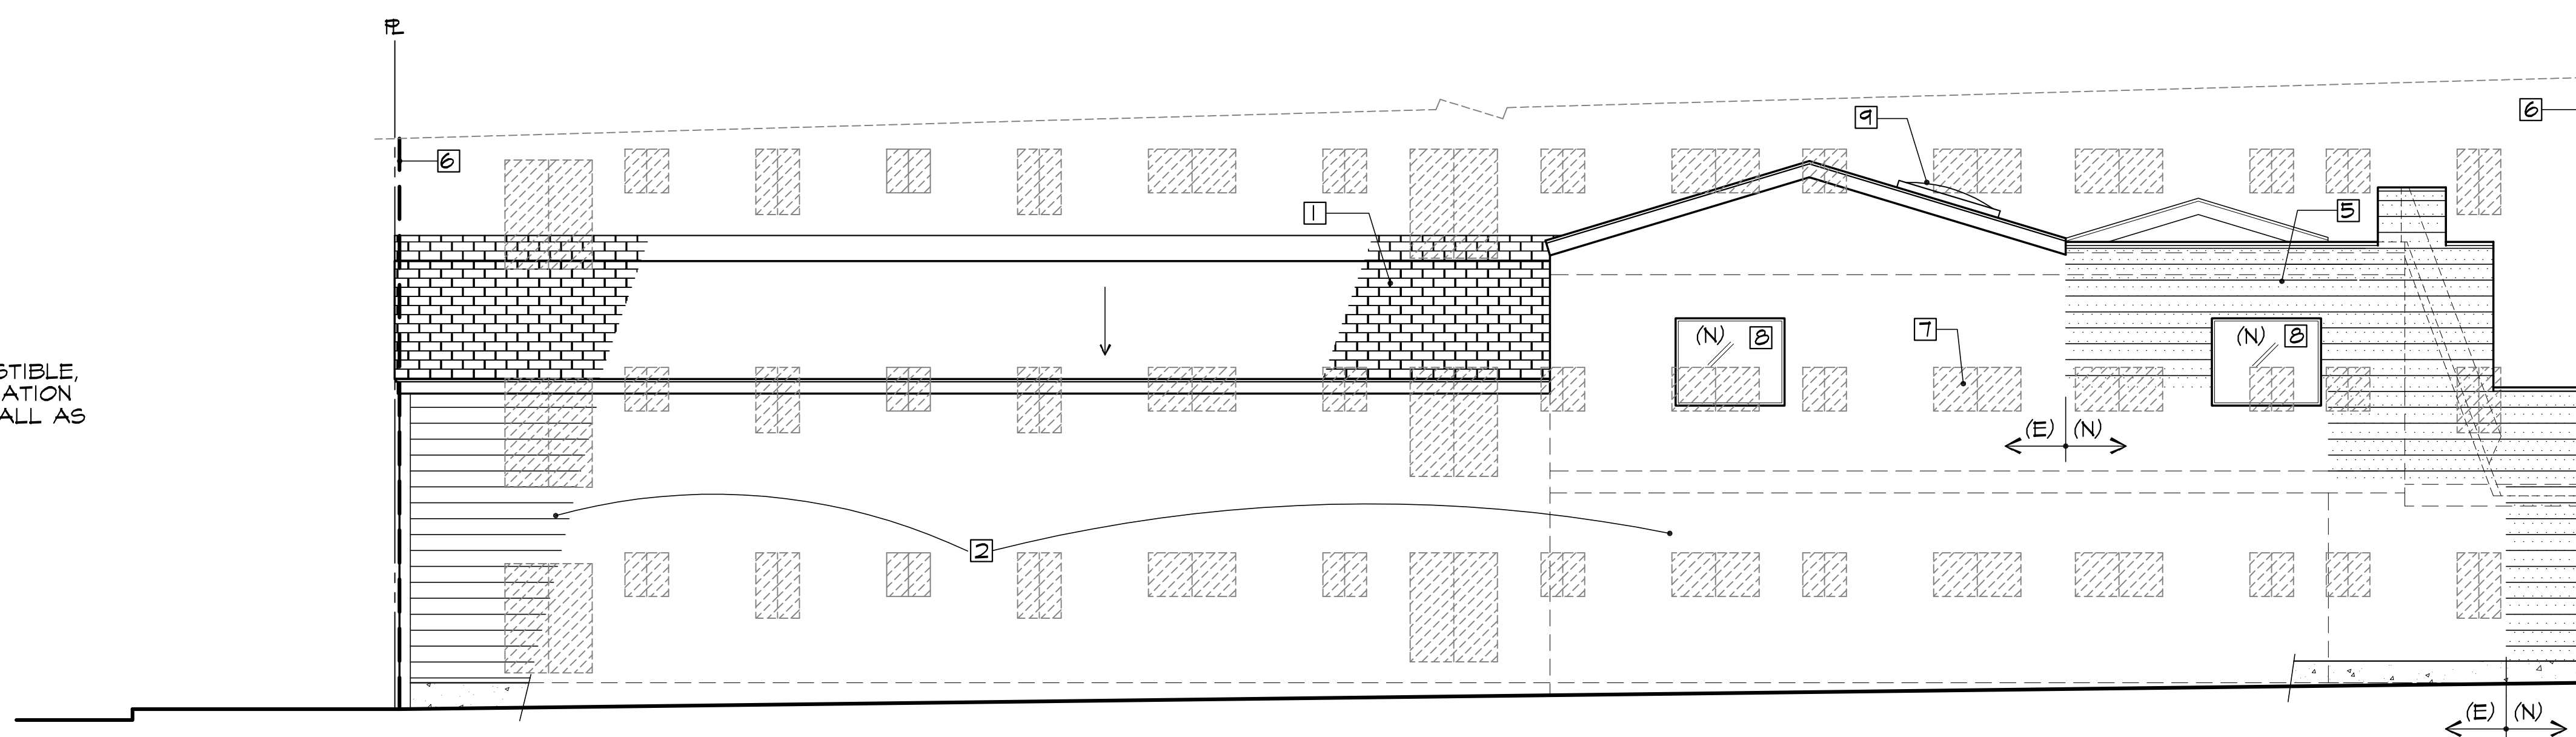 PL
6
9
6
1
5
(N) 8
7
(N) 8
STIBLE,
ATION
ALL AS
(E) (N)
2
(E) (N)